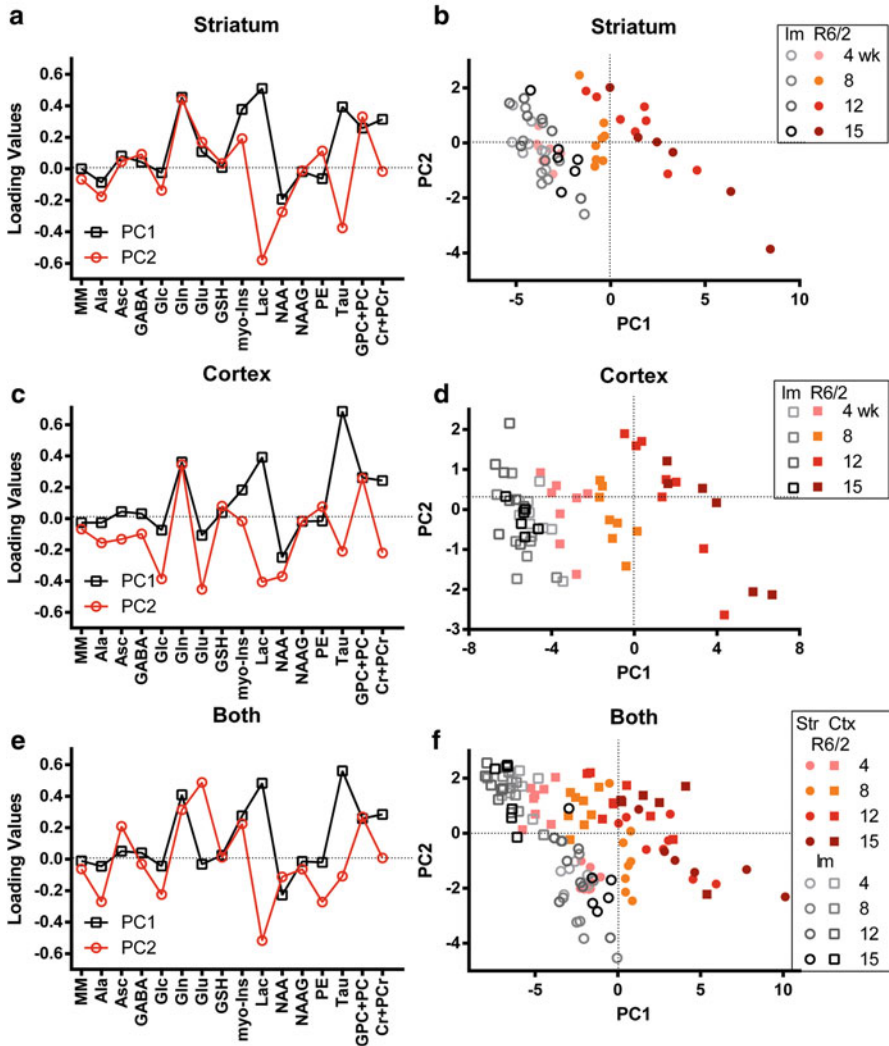 a
Striatum
Loading Values
0.6
0.4
0.2
0.0
-0.2
-0.4
-0.6
PC1
PC2
MM
Ala
Asc
GABA
Glc
Gln
Glu
GSH
myo-Ins
Lac
NAA
NAAG
PE
Tau
GPC+PC
Cr+PCr
b
Striatum
Im R6/2
4 wk
8
12
15
PC2
2
0
-2
-4
-5
0
5
10
PC1
c
Cortex
Loading Values
0.6
0.4
0.2
0.0
-0.2
-0.4
-0.6
PC1
PC2
MM
Ala
Asc
GABA
Glc
Gln
Glu
GSH
myo-Ins
Lac
NAA
NAAG
PE
Tau
GPC+PC
Cr+PCr
d
Cortex
Im R6/2
4 wk
8
12
15
PC2
2
1
0
-1
-2
-3
-8
-4
0
4
8
PC1
e
Both
Loading Values
0.6
0.4
0.2
0.0
-0.2
-0.4
-0.6
PC1
PC2
MM
Ala
Asc
GABA
Glc
Gln
Glu
GSH
myo-Ins
Lac
NAA
NAAG
PE
Tau
GPC+PC
Cr+PCr
f
Both
Str Ctx
R6/2
4
8
12
15
Im
4
8
12
15
PC2
2
0
-2
-4
-5
0
5
10
PC1